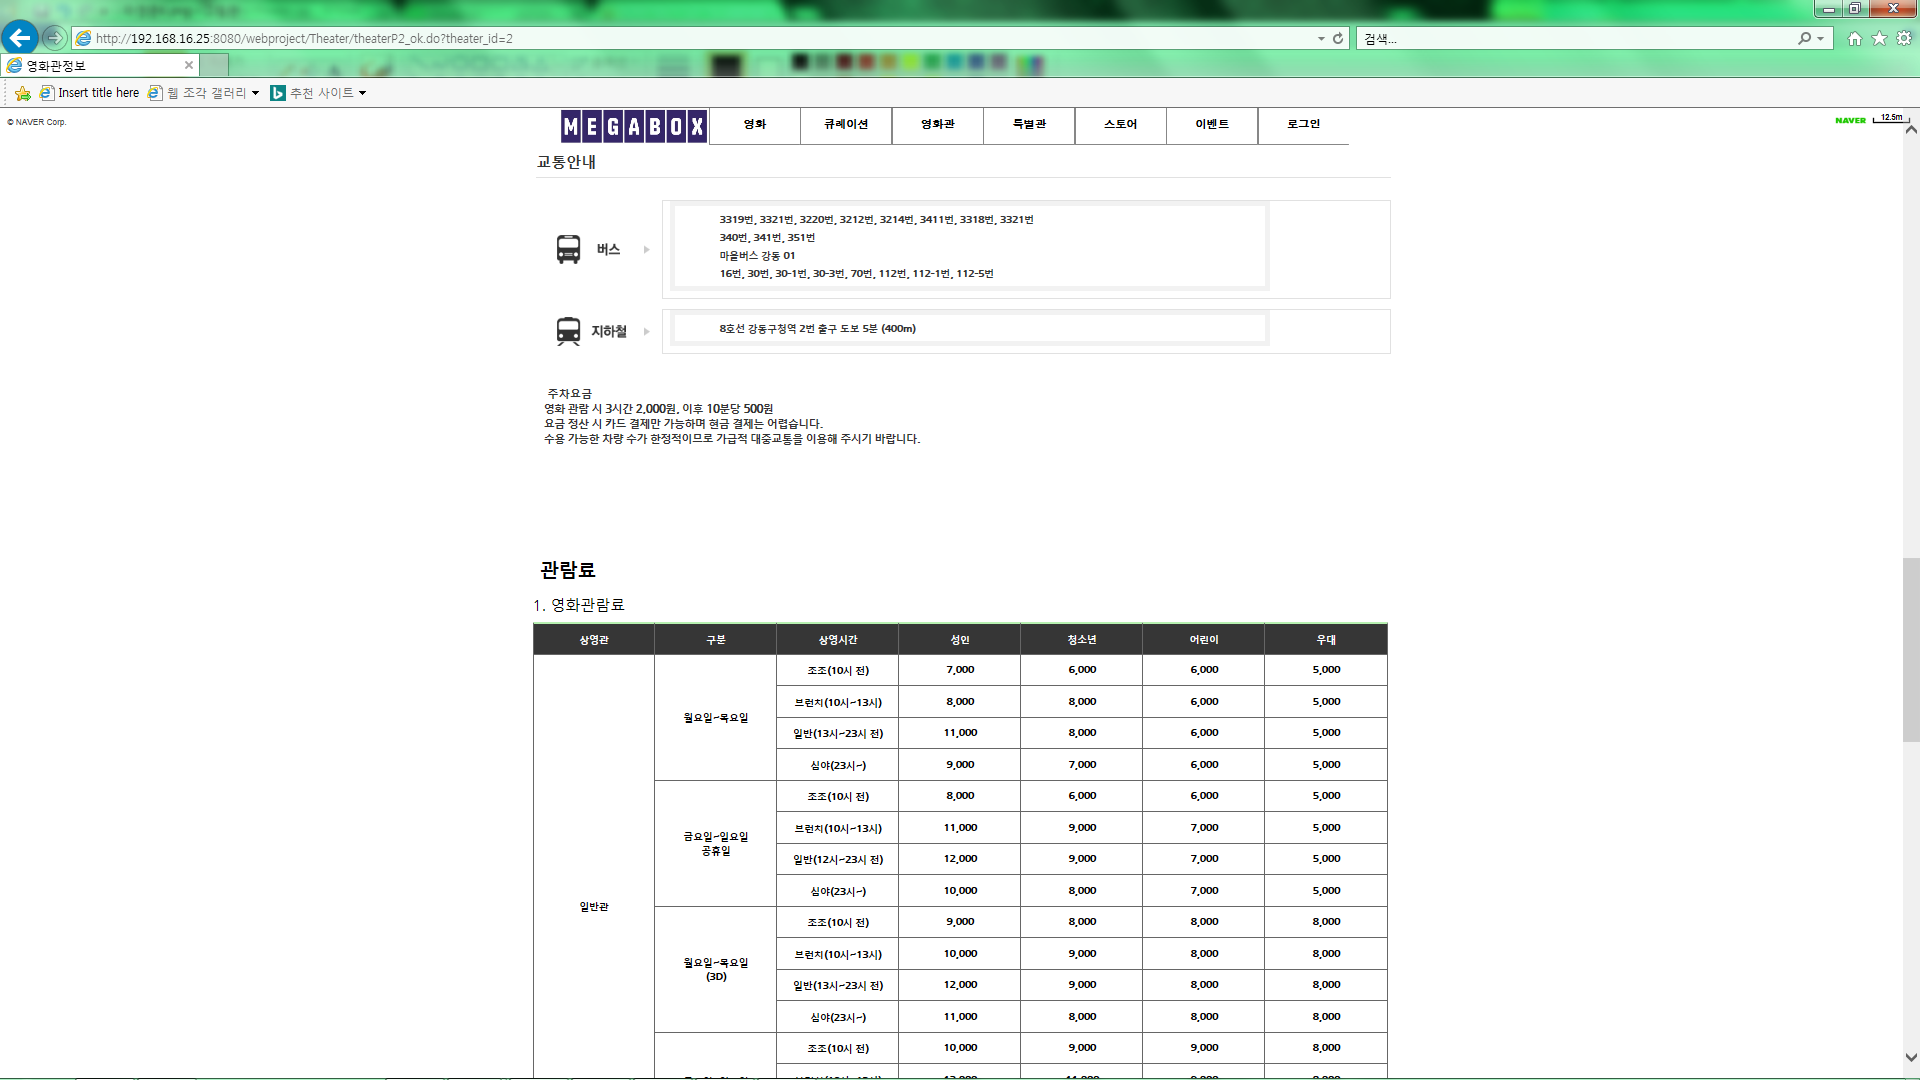 http://192.168.16.25:8080/webproject/Theater/theaterP2_ok.do?theater_id=2
검색...
영화관정보
Insert title here
웹 조각 갤러리
추천 사이트
© NAVER Corp.
MEGABOX
영화
큐레이션
영화관
특별관
스토어
이벤트
로그인
NAVER
12.5m
교통안내
버스
3319번, 3321번, 3220번, 3212번, 3214번, 3411번, 3318번, 3321번
340번, 341번, 351번
마을버스 강동 01
16번, 30번, 30-1번, 30-3번, 70번, 112번, 112-1번, 112-5번
지하철
8호선 강동구청역 2번 출구 도보 5분 (400m)
주차요금
영화 관람 시 3시간 2,000원, 이후 10분당 500원
요금 정산 시 카드 결제만 가능하며 현금 결제는 어렵습니다.
수용 가능한 차량 수가 한정적이므로 가급적 대중교통을 이용해 주시기 바랍니다.
관람료
1. 영화관람료
상영관 구분 상영시간 성인 청소년 어린이 우대
일반관
월요일~목요일
조조(10시 전) 7,000 6,000 6,000 5,000
브런치(10시~13시) 8,000 8,000 6,000 5,000
일반(13시~23시 전) 11,000 8,000 6,000 5,000
심야(23시~) 9,000 7,000 6,000 5,000
금요일~일요일
공휴일
조조(10시 전) 8,000 6,000 6,000 5,000
브런치(10시~13시) 11,000 9,000 7,000 5,000
일반(12시~23시 전) 12,000 9,000 7,000 5,000
심야(23시~) 10,000 8,000 7,000 5,000
월요일~목요일
(3D)
조조(10시 전) 9,000 8,000 8,000 8,000
브런치(10시~13시) 10,000 9,000 8,000 8,000
일반(13시~23시 전) 12,000 9,000 8,000 8,000
심야(23시~) 11,000 8,000 8,000 8,000
조조(10시 전) 10,000 9,000 9,000 8,000